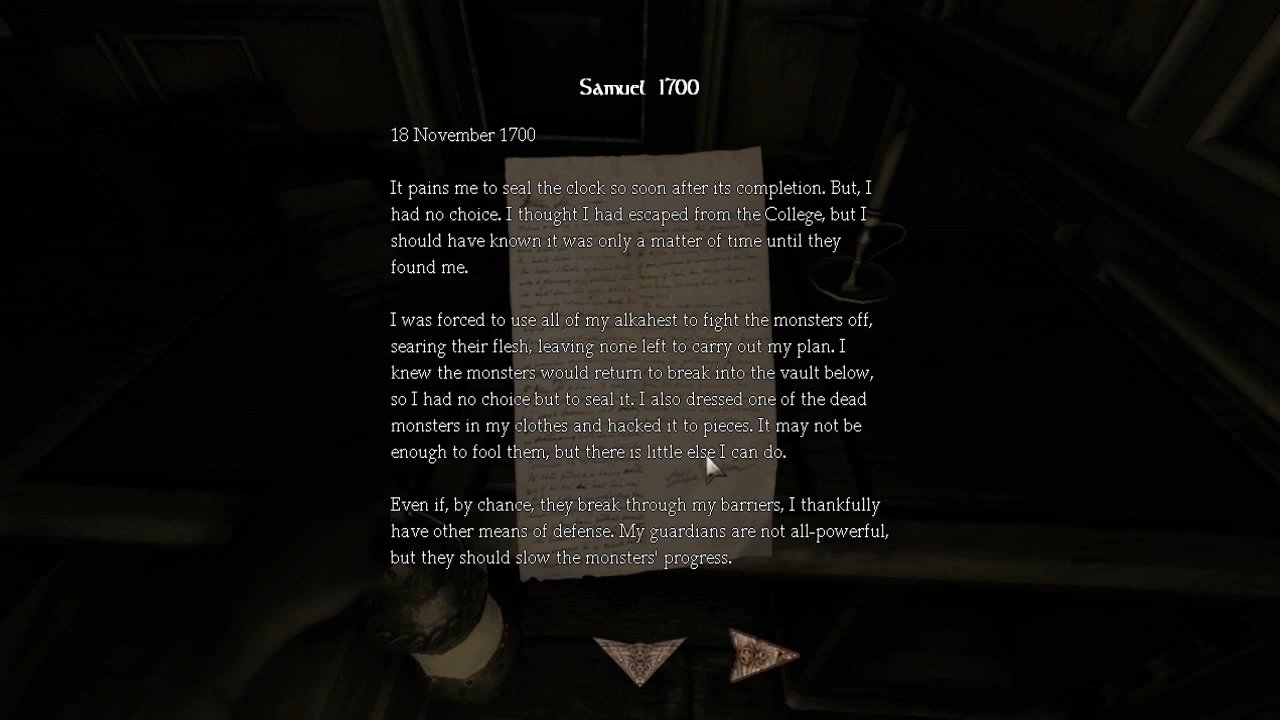 Samuel 1700
18 November 1700
It pains me to seal the clock so soon after its completion. But, I
had no choice. I thought I had escaped from the College, but I
should have known it was only a matter of time until they
found me.
I was forced to use all of my alkahest to fight the monsters off,
searing their flesh, leaving none left to carry out my plan. I
knew the monsters would return to break into the vault below,
so I had no choice but to seal it. I also dressed one of the dead
monsters in my clothes and hacked it to pieces. It may not be
enough to fool them, but there is little else I can do.
Even if, by chance, they break through my barriers, I thankfully
have other means of defense. My guardians are not all-powerful,
but they should slow the monsters' progress.